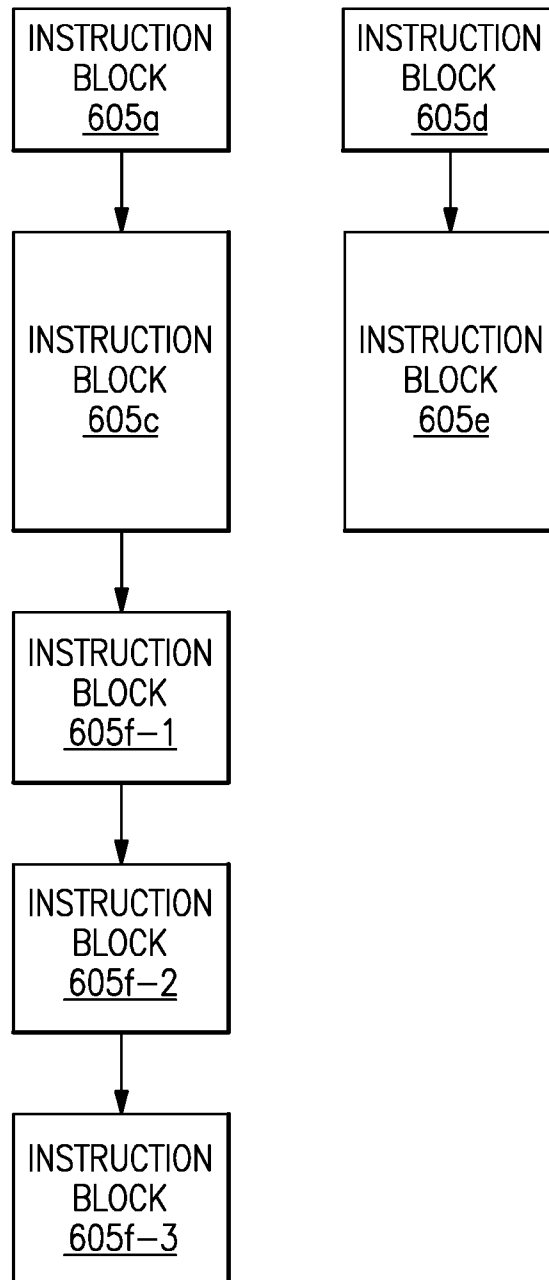 INSTRUCTION
BLOCK
605a
INSTRUCTION
BLOCK
605d
INSTRUCTION
BLOCK
605c
INSTRUCTION
BLOCK
605e
INSTRUCTION
BLOCK
605f-1
INSTRUCTION
BLOCK
605f-2
INSTRUCTION
BLOCK
605f-3